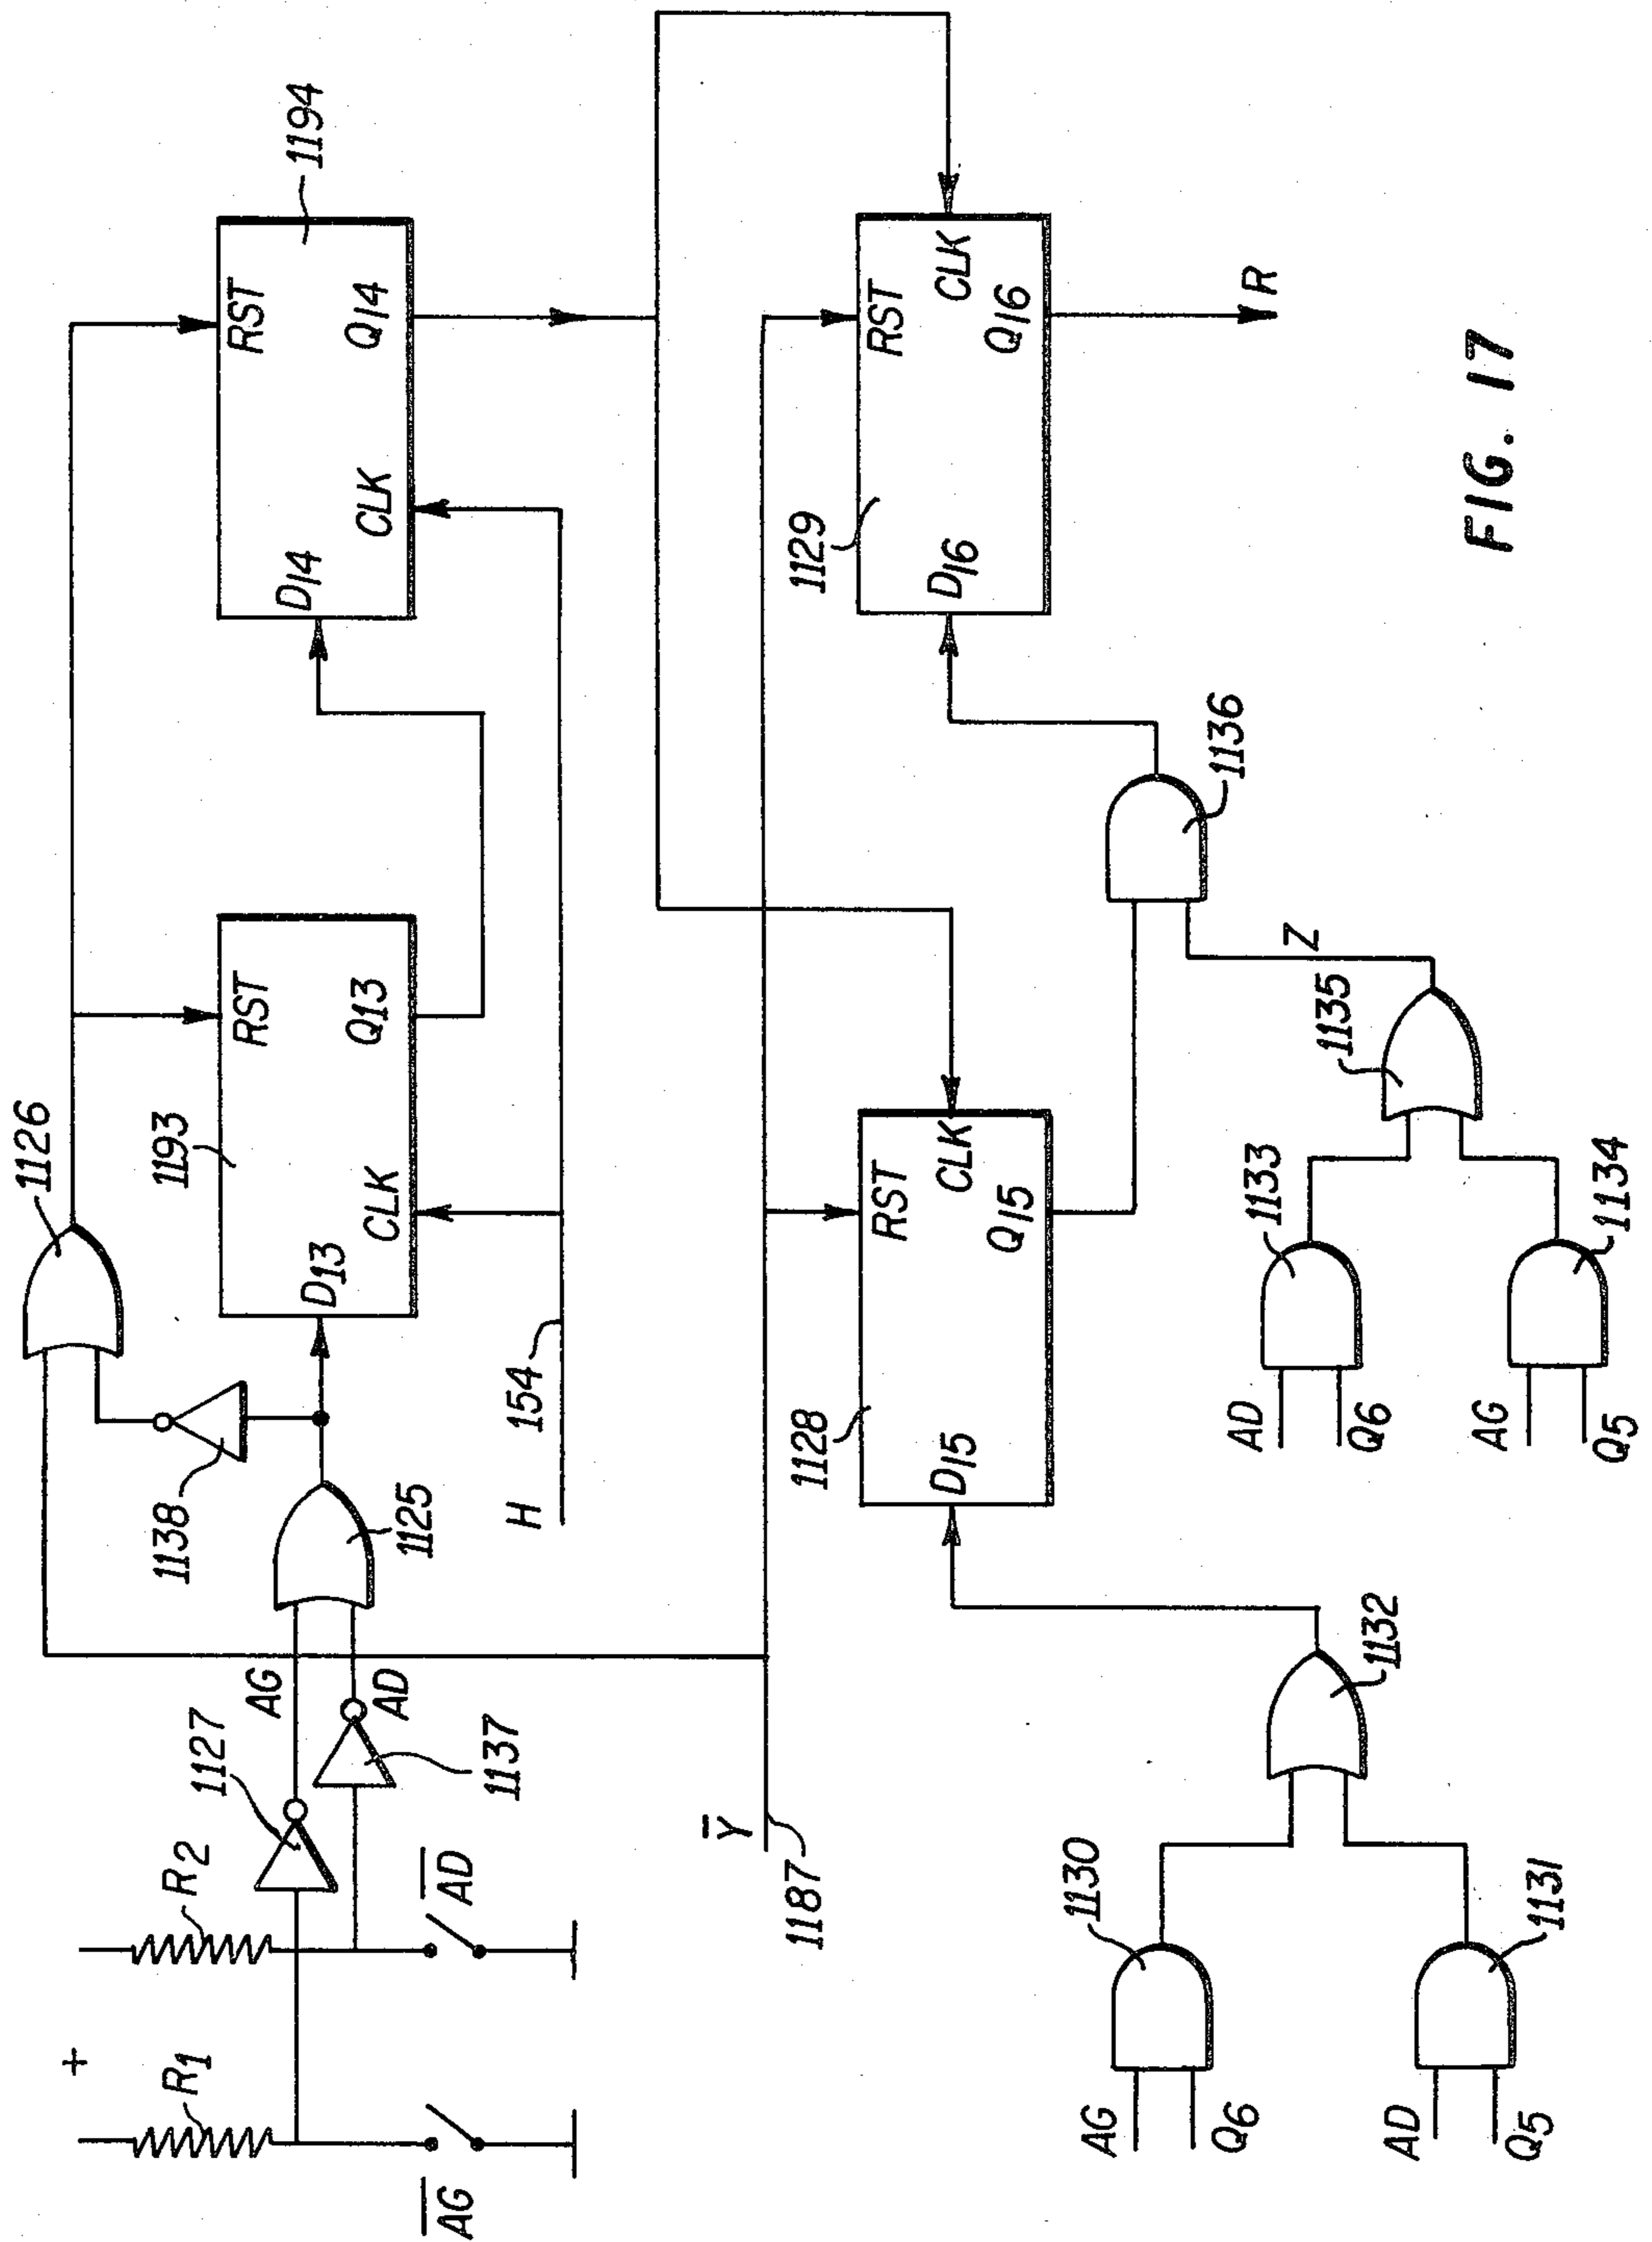 +
R1
R2
A̅G̅
A̅D̅
1127
1137
AG
AD
1125
1138
1126
H 154
Y̅
1187
1193
D13
CLK
RST
Q13
1194
D14
CLK
RST
Q14
1128
D15
RST
CLK
Q15
1129
D16
RST
CLK
Q16
R
AG
Q6
1130
AD
Q5
1131
1132
AD
Q6
1133
AG
Q5
1134
1135
Z
1136
FIG. 17